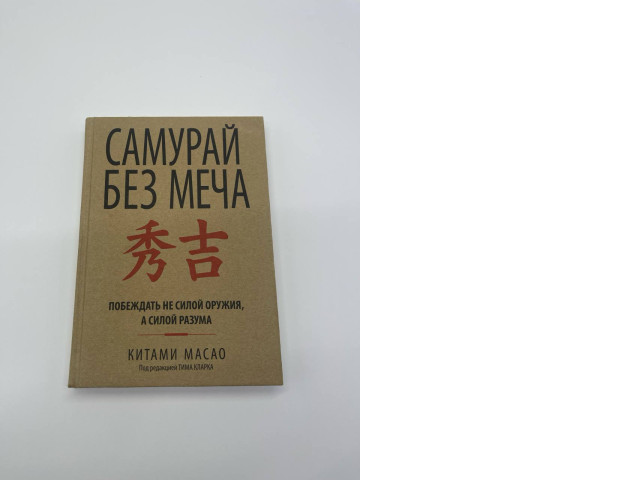 САМУРАЙ
БЕЗ МЕЧА
秀吉
ПОБЕЖДАТЬ НЕ СИЛОЙ ОРУЖИЯ,
А СИЛОЙ РАЗУМА
КИТАМИ МАСАО
Под редакцией ТИМА КЛАРКА